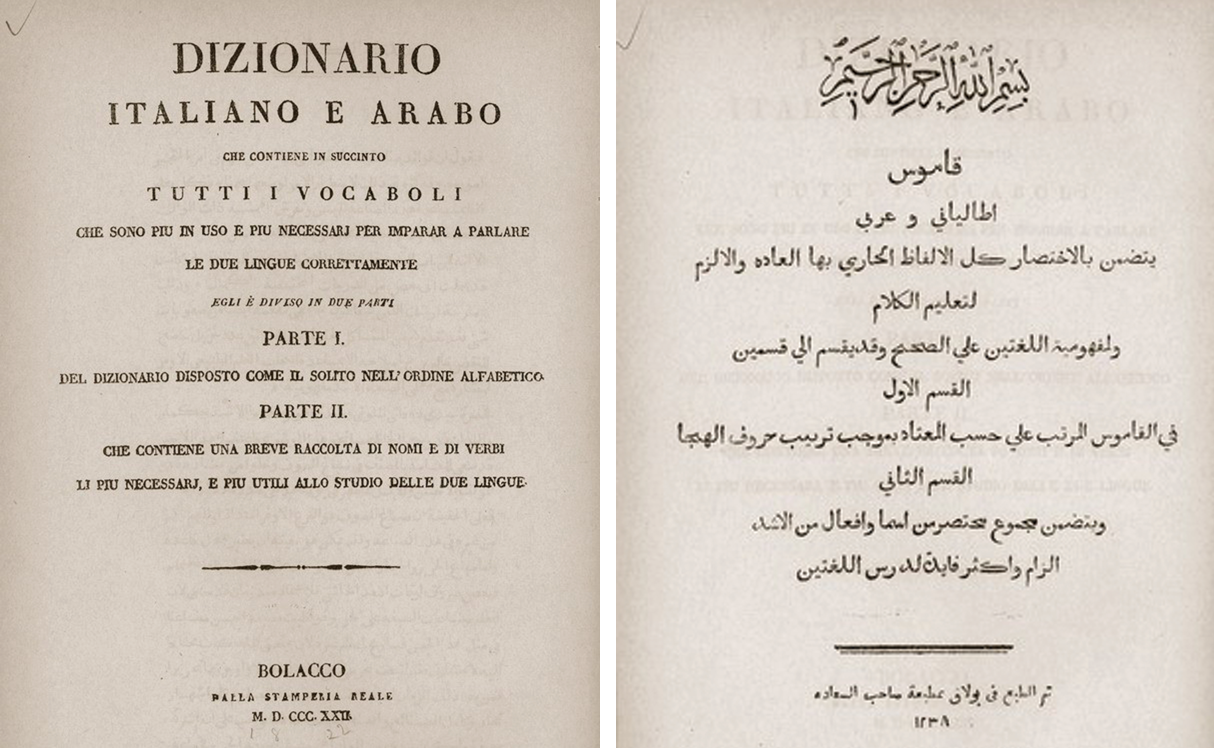 DIZIONARIO
ITALIANO E ARABO
CHE CONTIENE IN SUCCINTO
TUTTI I VOCABOLI
CHE SONO PIU IN USO E PIU NECESSARJ PER IMPARAR A PARLARE
LE DUE LINGUE CORRETTAMENTE
EGLI È DIVISO IN DUE PARTI
PARTE I.
DEL DIZIONARIO DISPOSTO COME IL SOLITO NELL'ORDINE ALFABETICO.
PARTE II.
CHE CONTIENE UNA BREVE RACCOLTA DI NOMI E DI VERBI
LI PIU NECESSARJ, E PIU UTILI ALLO STUDIO DELLE DUE LINGUE.
BOLACCO
DALLA STAMPERIA REALE
M. D. CCC. XXII.
18 22
بسم الله الرحمن الرحيم
قاموس
اطالياني و عربي
يتضمن بالاختصار كل الالفاظ الجاري بها العاده والالزم
لتعليم الكلام
ولمفهومية اللغتين علي الصحيح وقد يقسم الي قسمين
القسم الاول
في القاموس المرتب علي حسب المعتاد بموجب ترتيب حروف الهجا
القسم الثاني
ويتضمن مجموع مختصر من اسما وافعال من الاشد
الزام واكثر فايدة لدرس اللغتين
تم الطبع في بولاق بمطبعة صاحب السعاده
١٢٣٨